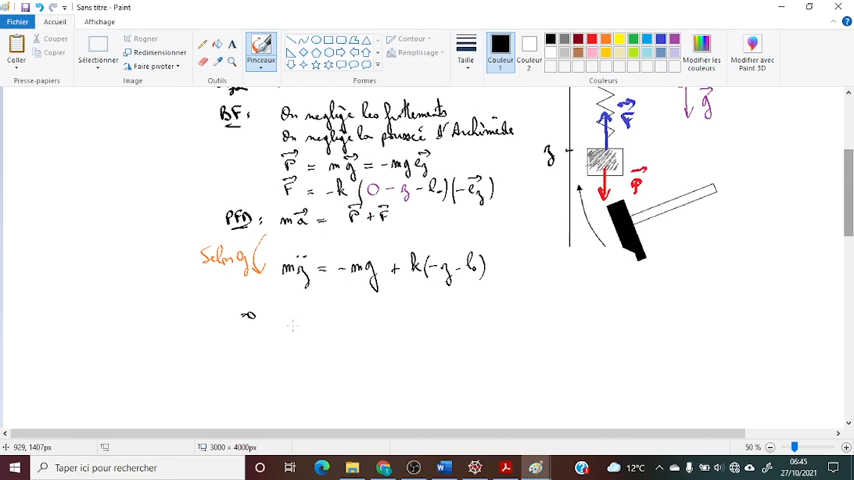 Sans titre - Paint
Fichier Accueil Affichage
Coller Couper Copier
Presse-papiers
Sélectionner Rogner Redimensionner Faire pivoter
Image
Outils
Pinceaux
Contour Remplissage
Formes
Taille
Couleur 1 Couleur 2
Couleurs
Modifier les couleurs
Modifier avec Paint 3D
BF: On neglige les frottements
On neglige la poussé d'Archimède
P⃗ = mg⃗ = -mg e⃗z
F⃗ = -k (0 - z - l₀)(-e⃗z)
PFD: ma⃗ = P⃗ + F⃗
Selon z
mz̈ = -mg + k(-z - l₀)
⇒
F⃗
g⃗
z
P⃗
929, 1407px 3000 × 4000px 50 %
Taper ici pour rechercher
12°C
06:45
27/10/2021